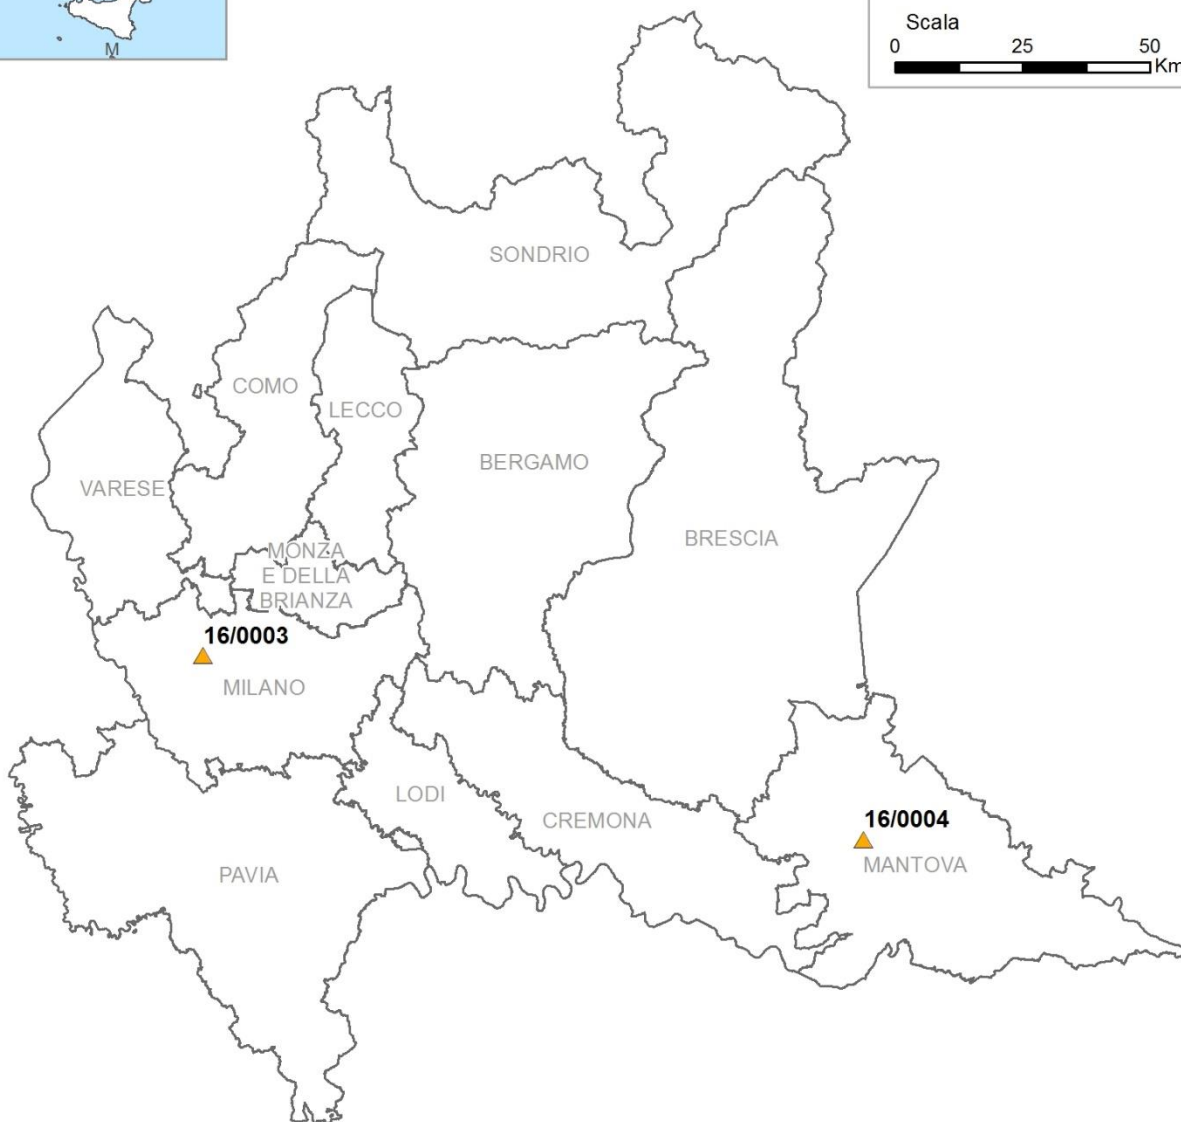 M
Scala
0 25 50
Km
SONDRIO
COMO
LECCO
BERGAMO
VARESE
BRESCIA
MONZA
E DELLA
BRIANZA
16/0003
MILANO
LODI
CREMONA
16/0004
MANTOVA
PAVIA